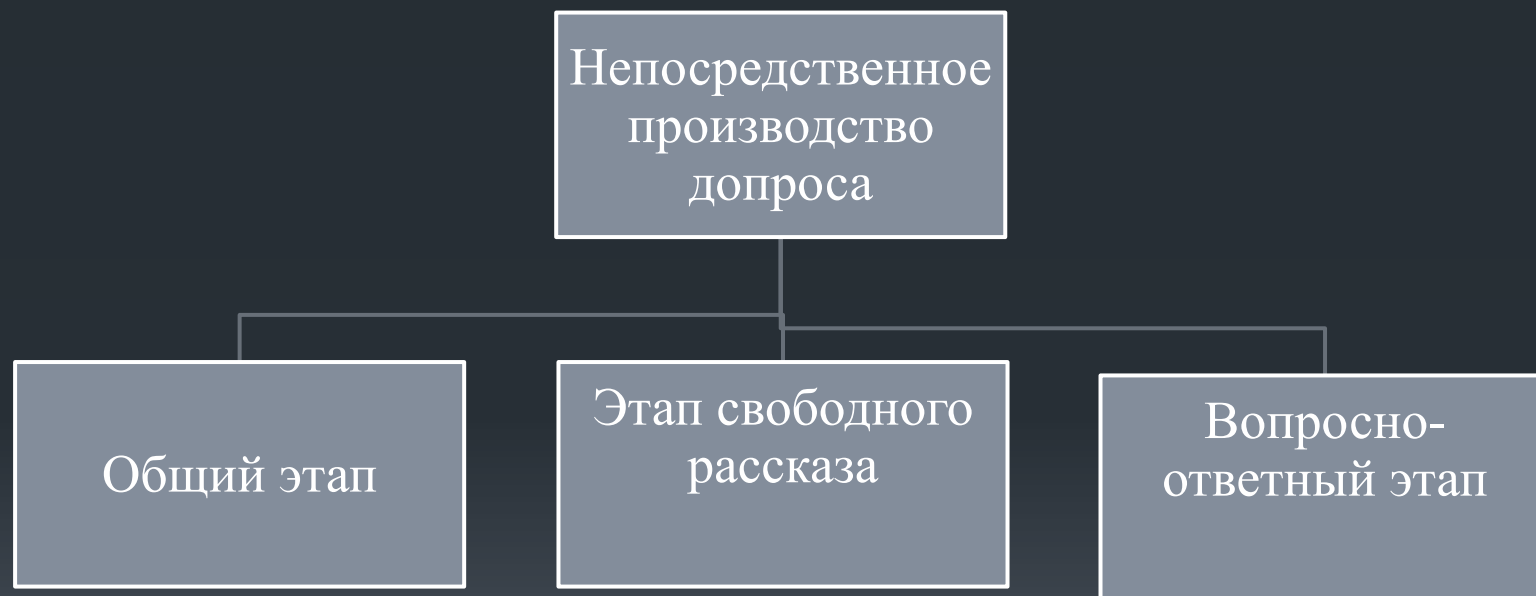 Непосредственное
производство
допроса
Общий этап
Этап свободного
рассказа
Вопросно-
ответный этап